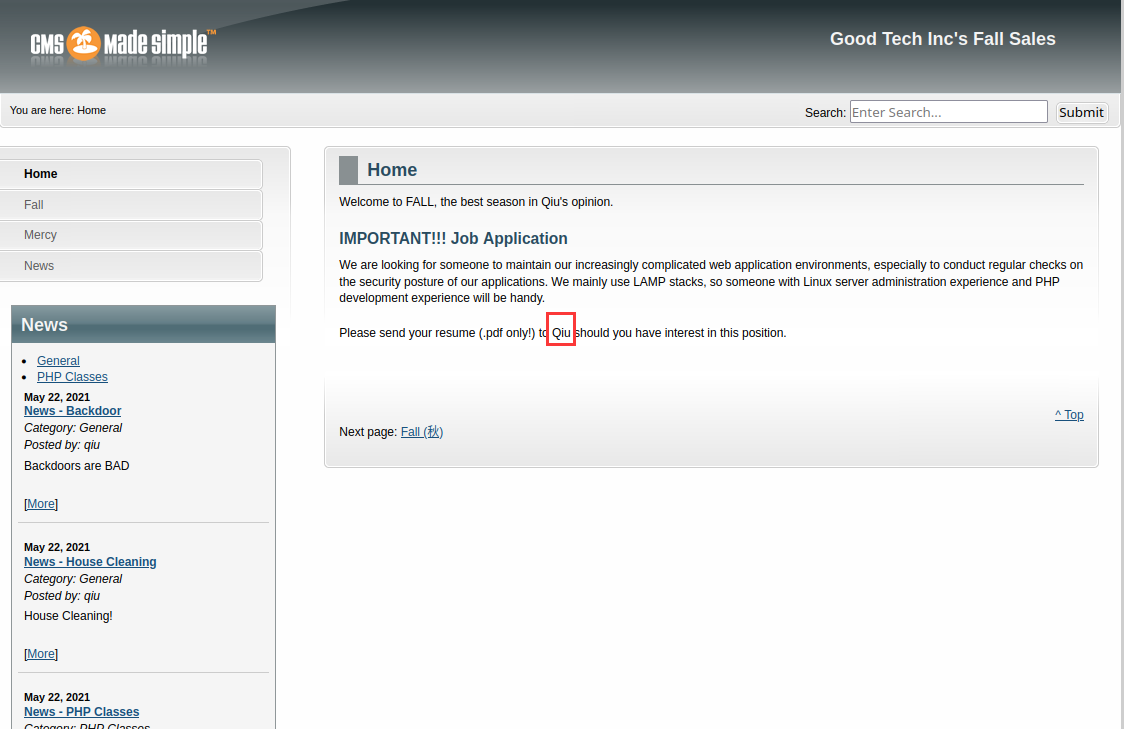 CMS made simple™
Good Tech Inc's Fall Sales
You are here: Home
Search: Enter Search... Submit
Home
Fall
Mercy
News
News
General
PHP Classes
May 22, 2021
News - Backdoor
Category: General
Posted by: qiu
Backdoors are BAD
[More]
May 22, 2021
News - House Cleaning
Category: General
Posted by: qiu
House Cleaning!
[More]
May 22, 2021
News - PHP Classes
Category: PHP Classes
Home
Welcome to FALL, the best season in Qiu's opinion.
IMPORTANT!!! Job Application
We are looking for someone to maintain our increasingly complicated web application environments, especially to conduct regular checks on
the security posture of our applications. We mainly use LAMP stacks, so someone with Linux server administration experience and PHP
development experience will be handy.
Please send your resume (.pdf only!) to Qiu should you have interest in this position.
^ Top
Next page: Fall (秋)